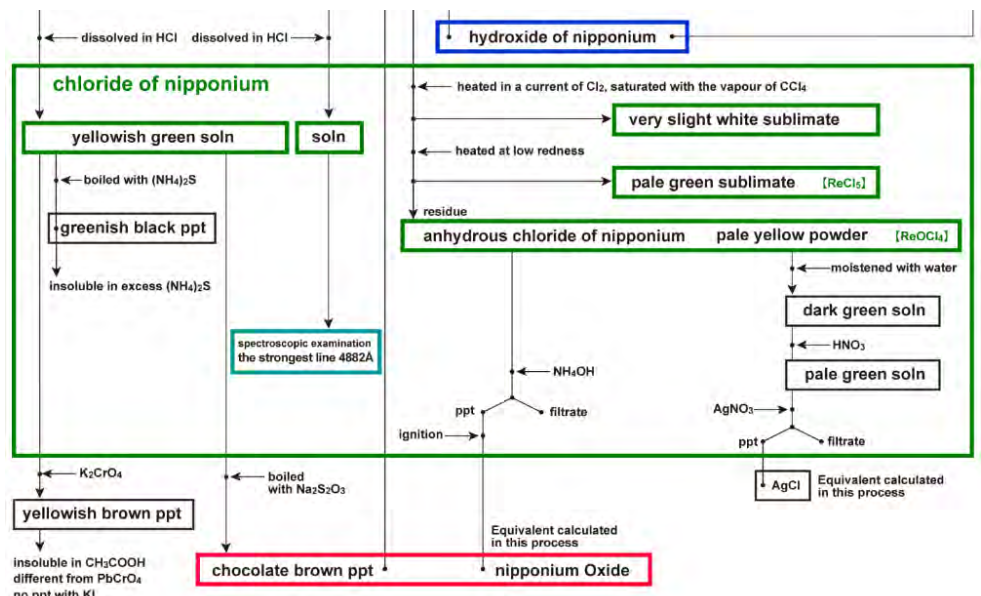 dissolved in HCl
dissolved in HCl
hydroxide of nipponium
chloride of nipponium
heated in a current of Cl₂, saturated with the vapour of CCl₄
very slight white sublimate
yellowish green soln
soln
heated at low redness
boiled with (NH₄)₂S
pale green sublimate 【ReCl₅】
residue
greenish black ppt
anhydrous chloride of nipponium pale yellow powder 【ReOCl₄】
moistened with water
insoluble in excess (NH₄)₂S
dark green soln
spectroscopic examination
the strongest line 4882Å
HNO₃
NH₄OH
pale green soln
ppt
filtrate
AgNO₃
ignition
ppt
filtrate
K₂CrO₄
boiled
with Na₂S₂O₃
AgCl
Equivalent calculated
in this process
yellowish brown ppt
Equivalent calculated
in this process
insoluble in CH₃COOH
different from PbCrO₄
no ppt with KI
chocolate brown ppt
nipponium Oxide